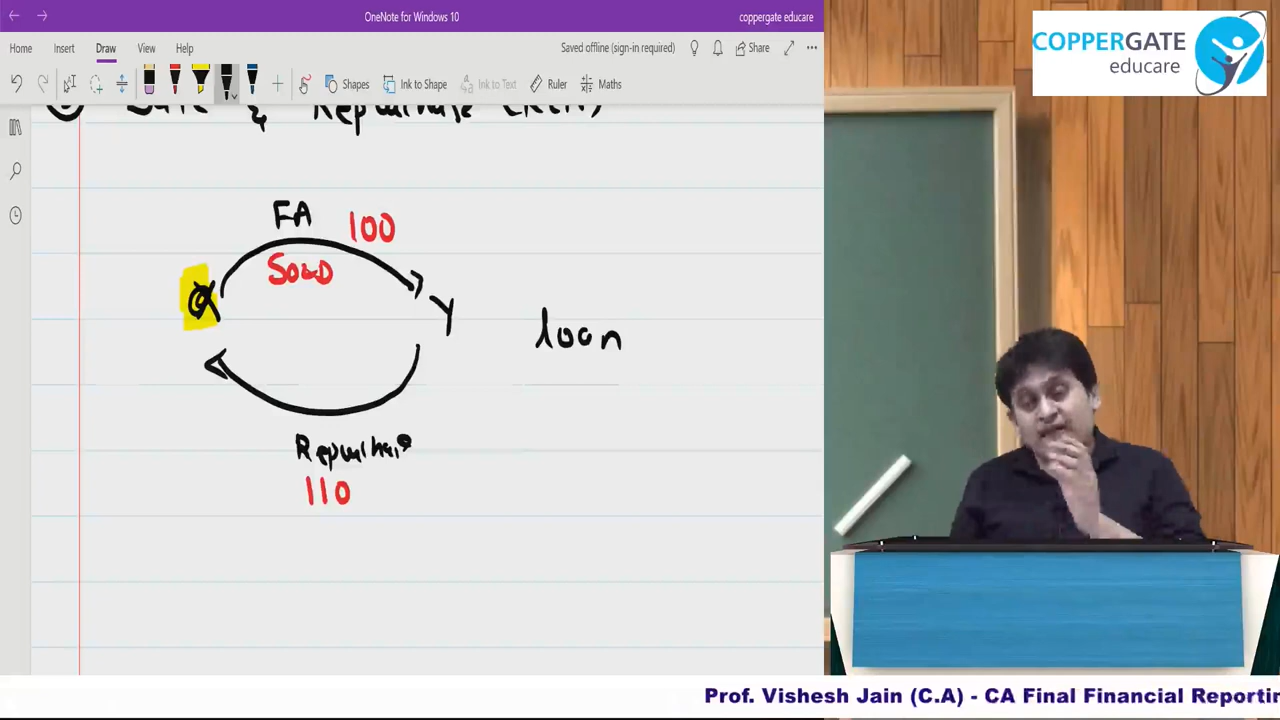 OneNote for Windows 10
coppergate educare
Home Insert Draw View Help
Saved offline (sign-in required)
Share
Shapes
Ink to Shape
Ink to Text
Ruler
Maths
COPPERGATE
educare
Sale & Repurchase
FA
100
Sold
Y
loan
Repurchase
110
Prof. Vishesh Jain (C.A) - CA Final Financial Reportin